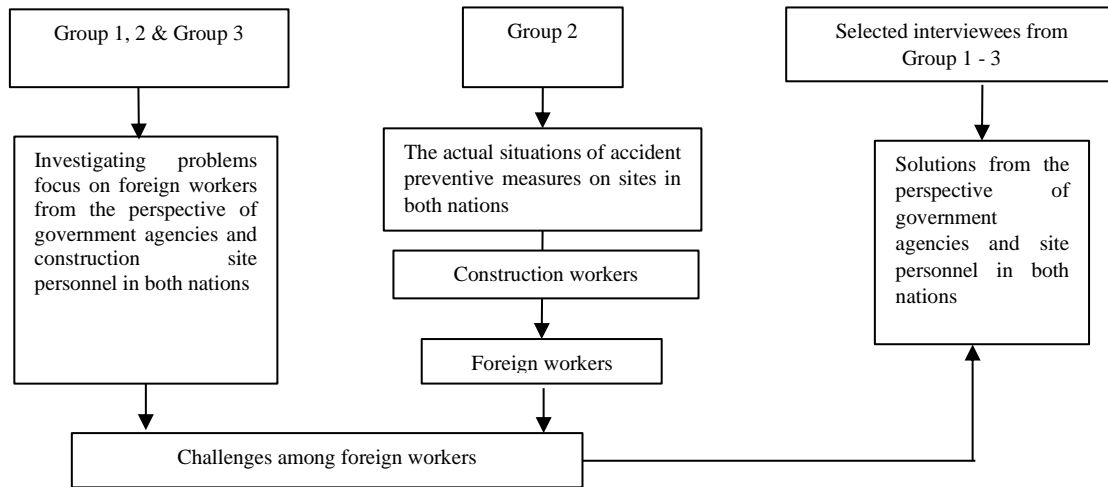 Group 1, 2 & Group 3
Investigating problems
focus on foreign workers
from the perspective of
government agencies and
construction site
personnel in both nations
Group 2
The actual situations of accident
preventive measures on sites in
both nations
Construction workers
Foreign workers
Selected interviewees from
Group 1 - 3
Solutions from the
perspective of
government
agencies and site
personnel in both
nations
Challenges among foreign workers